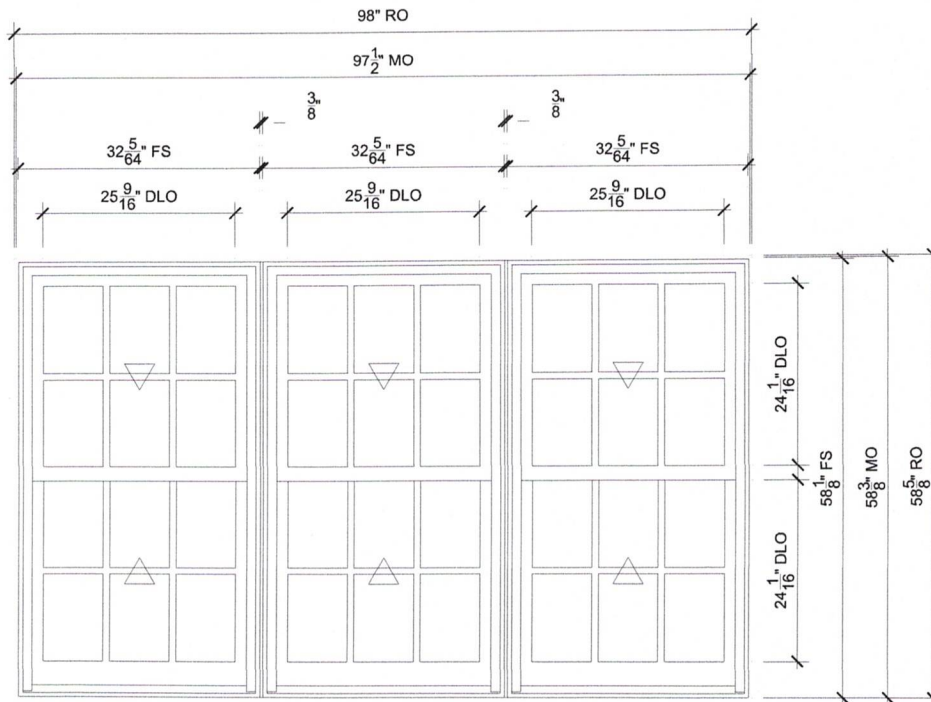 98" RO
97 1/2" MO
3/8" 3/8"
32 5/64" FS 32 5/64" FS 32 5/64" FS
25 9/16" DLO 25 9/16" DLO 25 9/16" DLO
24 1/16" DLO
24 1/16" DLO
58 1/8" FS
58 3/8" MO
58 5/8" RO